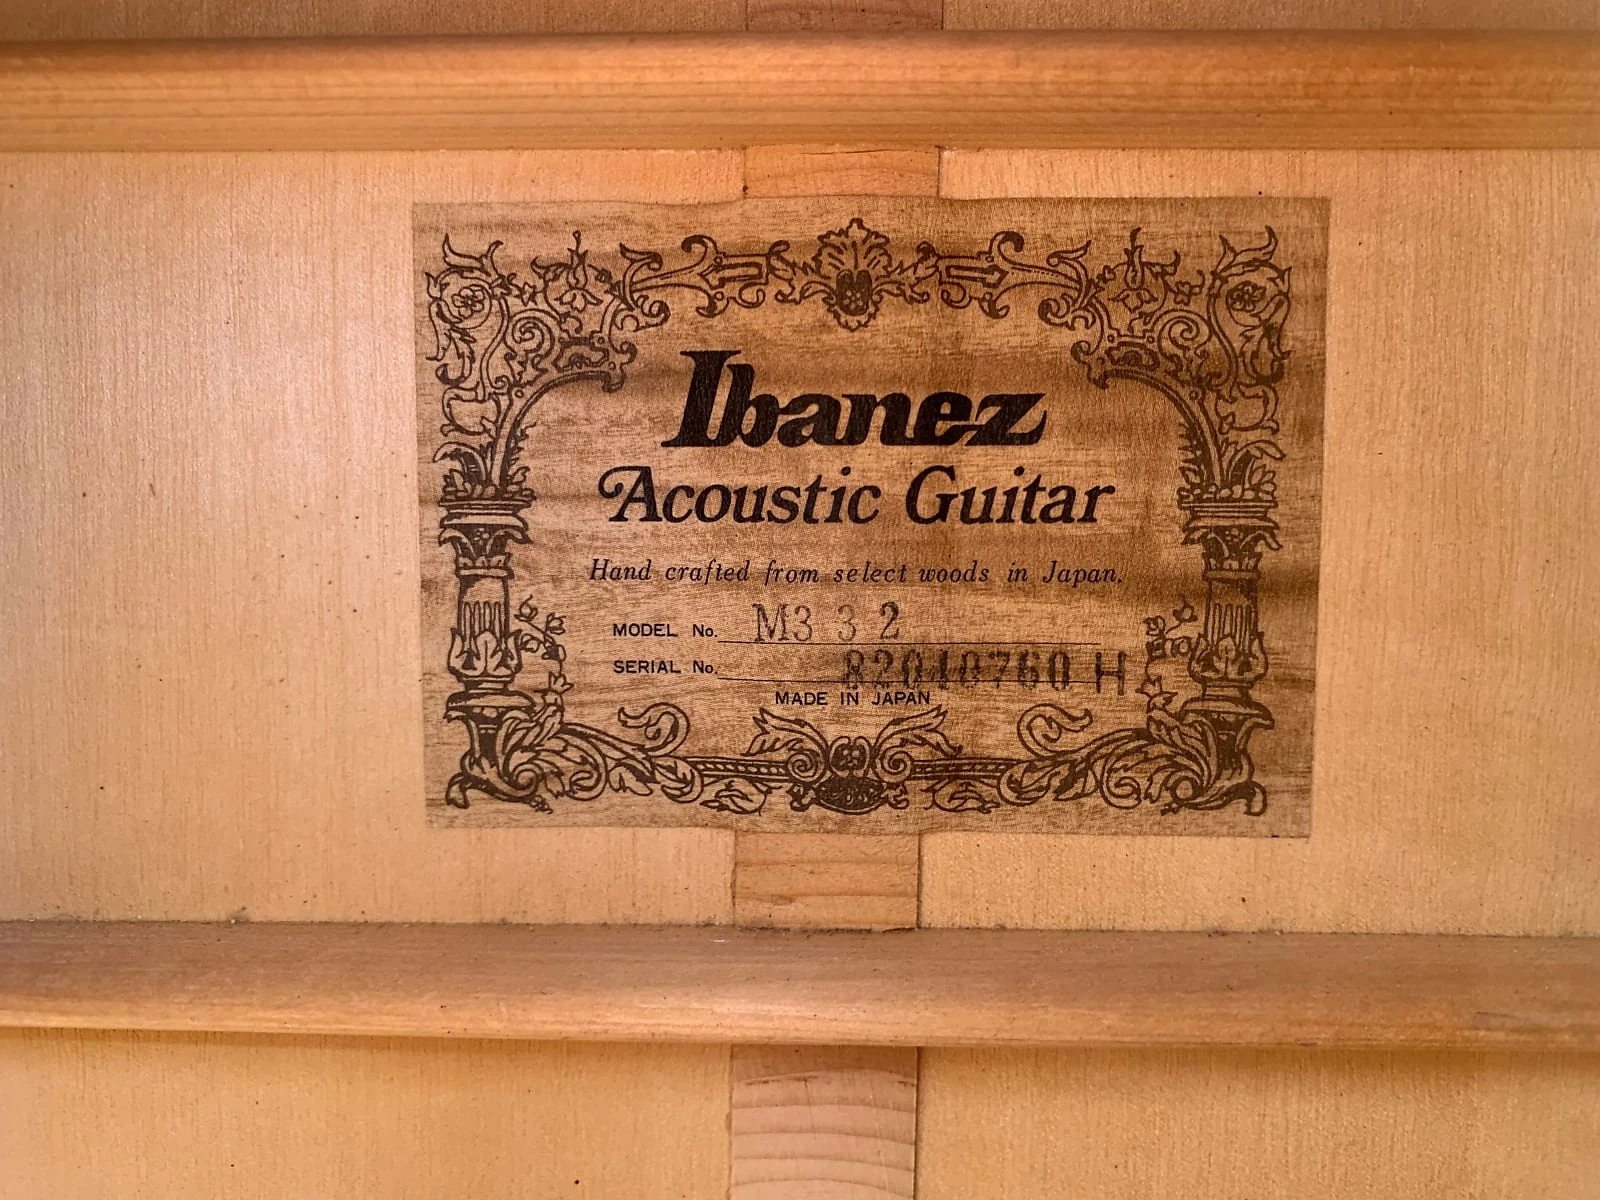 Ibanez
Acoustic Guitar
Hand crafted from select woods in Japan.
MODEL No. M332
SERIAL No. 82040760 H
MADE IN JAPAN